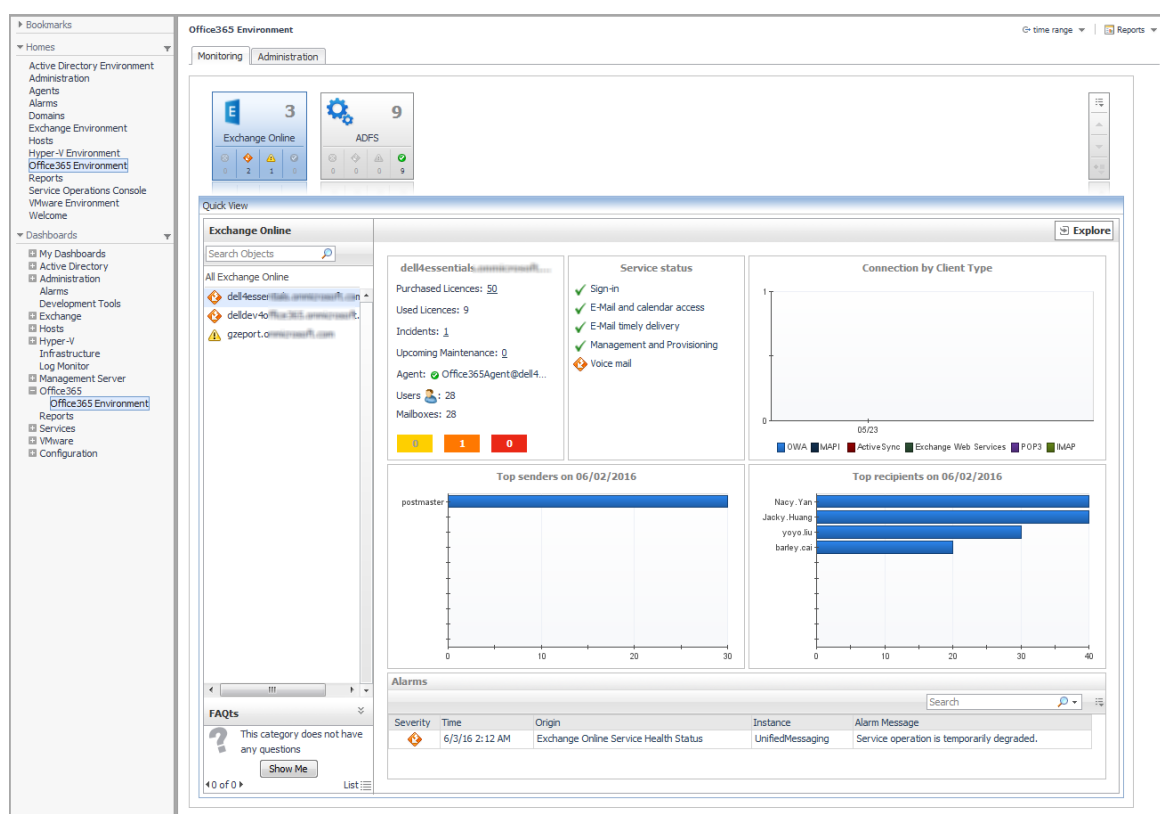 Bookmarks
Homes
Active Directory Environment
Administration
Agents
Alarms
Domains
Exchange Environment
Hosts
Hyper-V Environment
Office365 Environment
Reports
Service Operations Console
VMware Environment
Welcome
Dashboards
My Dashboards
Active Directory
Administration
Alarms
Development Tools
Exchange
Hosts
Hyper-V
Infrastructure
Log Monitor
Management Server
Office365
Office365 Environment
Reports
Services
VMware
Configuration
Office365 Environment
time range
Reports
Monitoring Administration
E 3
Exchange Online
0 2 1 0
9
ADFS
0 0 0 9
Quick View
Exchange Online
Explore
Search Objects
All Exchange Online
dell4essen
delldev4o
gzeport.o
FAQts
This category does not have
any questions
Show Me
0 of 0 List
dell4essentials
Purchased Licences: 50
Used Licences: 9
Incidents: 1
Upcoming Maintenance: 0
Agent: Office365Agent@dell4...
Users : 28
Mailboxes: 28
0 1 0
Service status
Sign-in
E-Mail and calendar access
E-Mail timely delivery
Management and Provisioning
Voice mail
Connection by Client Type
1
0
05/23
OWA MAPI ActiveSync Exchange Web Services POP3 IMAP
Top senders on 06/02/2016
postmaster
0 10 20 30
Top recipients on 06/02/2016
Nacy.Yan
Jacky.Huang
yoyo.liu
barley.cai
0 10 20 30 40
Alarms
Search
Severity Time Origin Instance Alarm Message
6/3/16 2:12 AM Exchange Online Service Health Status UnifiedMessaging Service operation is temporarily degraded.